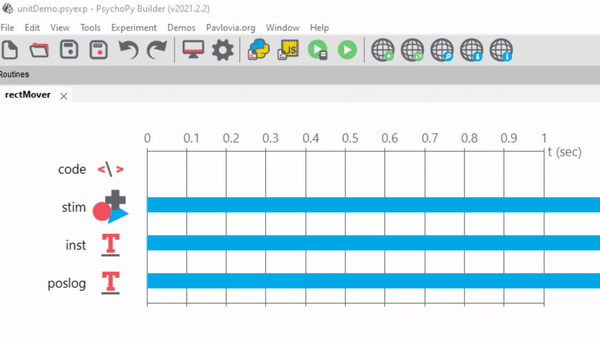 unitDemo.psyexp - PsychoPy Builder (v2021.2.2)
File Edit View Tools Experiment Demos Pavlovia.org Window Help
JS
Routines
rectMover
0 0.1 0.2 0.3 0.4 0.5 0.6 0.7 0.8 0.9 1
t (sec)
code
stim
inst
poslog